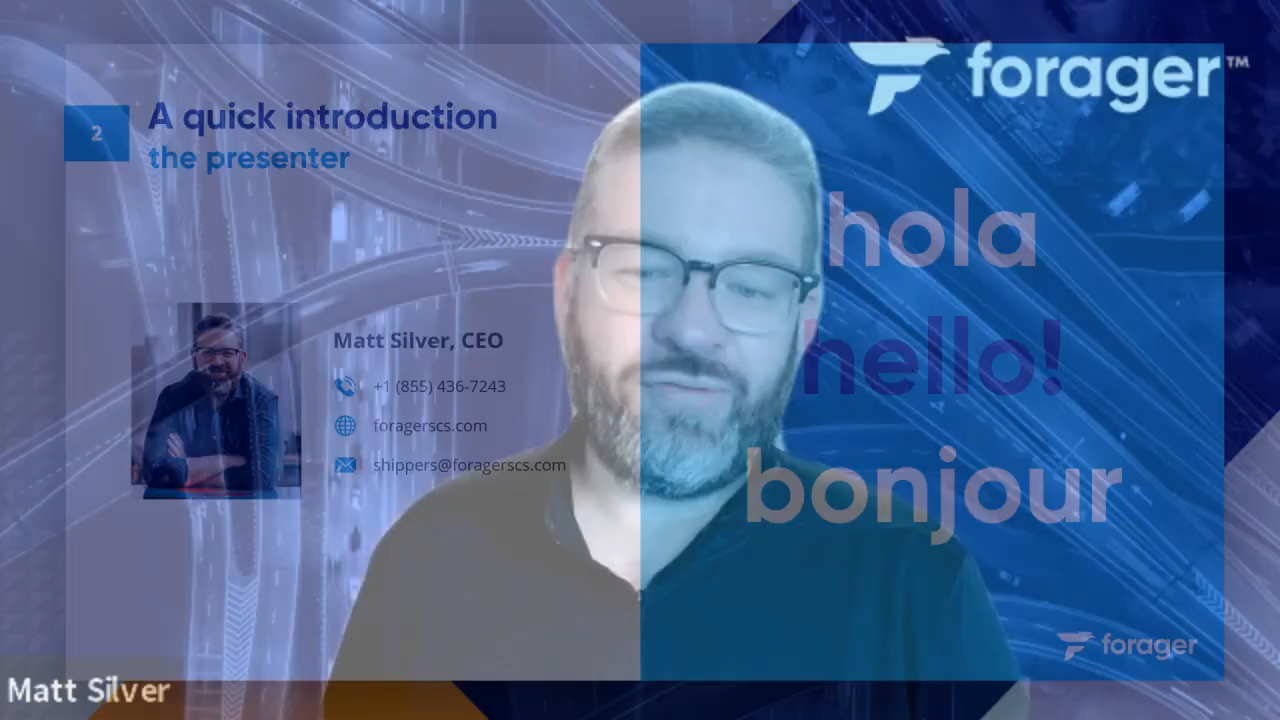 forager™
2
A quick introduction
the presenter
hola
hello!
bonjour
Matt Silver, CEO
+1 (855) 436-7243
foragerscs.com
shippers@foragerscs.com
forager
Matt Silver